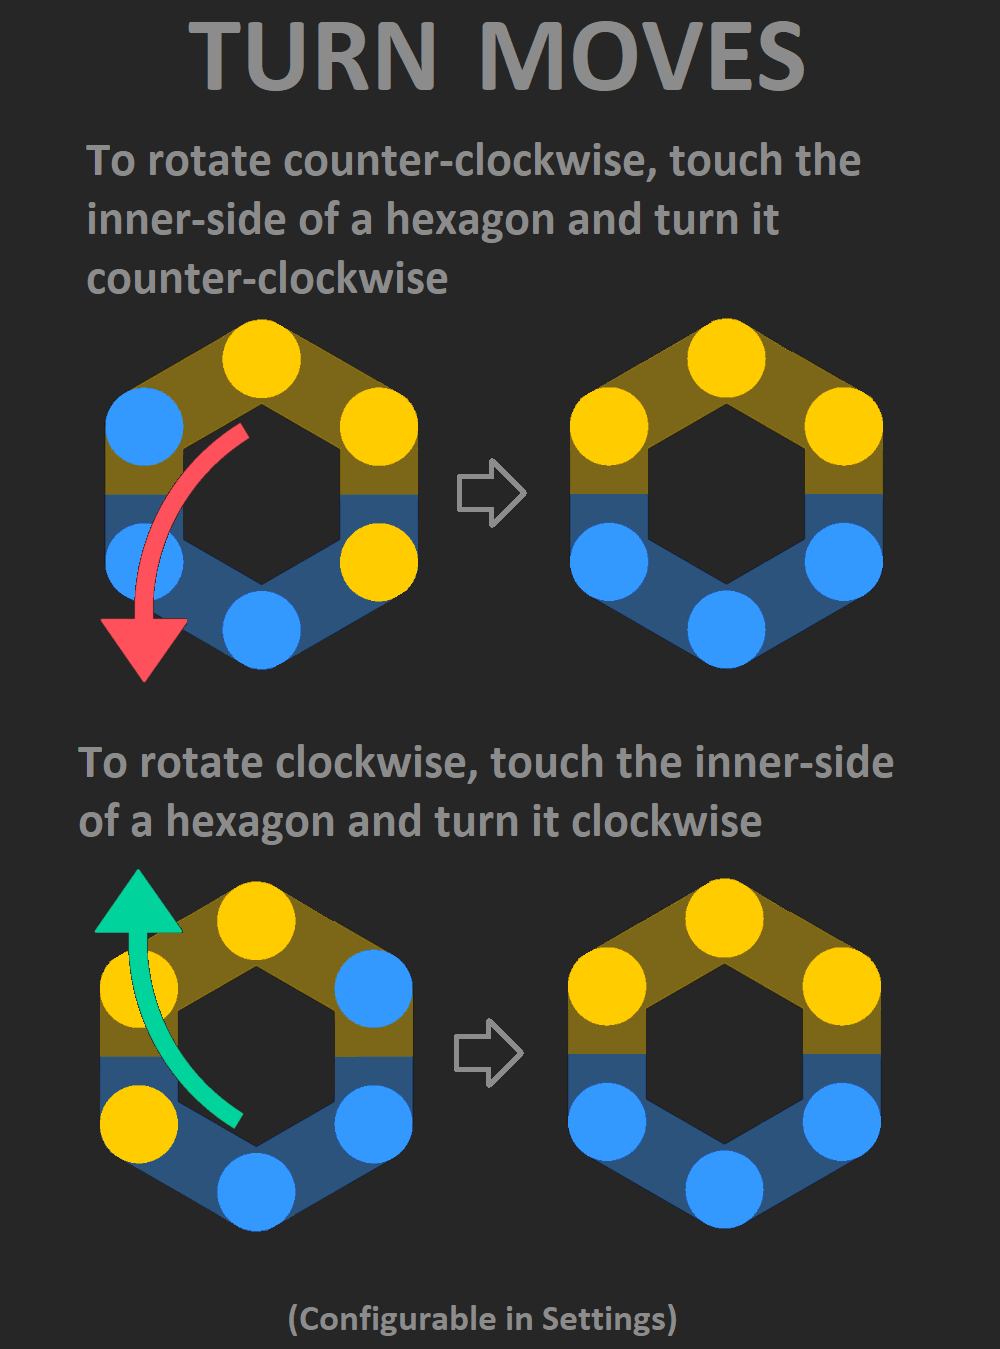 TURN MOVES
To rotate counter-clockwise, touch the
inner-side of a hexagon and turn it
counter-clockwise
To rotate clockwise, touch the inner-side
of a hexagon and turn it clockwise
(Configurable in Settings)